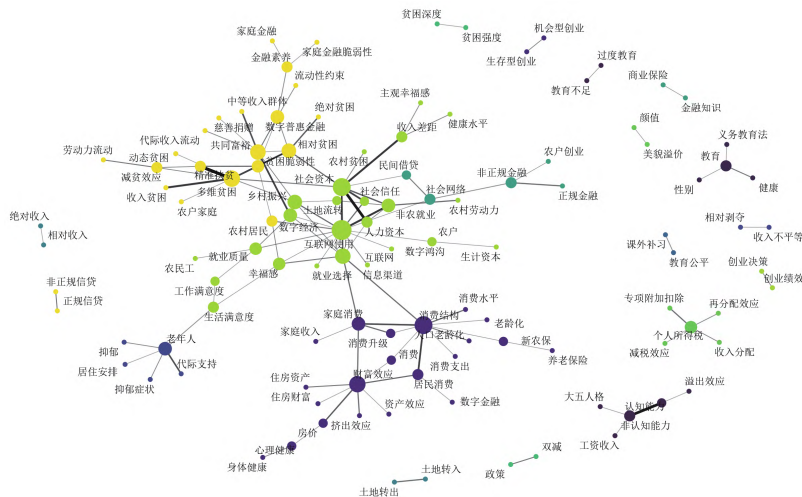 贫困深度
贫困强度
机会型创业
生存型创业
家庭金融
家庭金融脆弱性
金融素养
流动性约束
过度教育
教育不足
商业保险
金融知识
中等收入群体
绝对贫困
主观幸福感
慈善捐赠
数字普惠金融
收入差距
健康水平
颜值
美貌溢价
义务教育法
代际收入流动
共同富裕
相对贫困
劳动力流动
动态贫困
贫困脆弱性
农村贫困
民间借贷
农户创业
教育
减贫效应
精准扶贫
社会资本
非正规金融
正规金融
性别
健康
收入贫困
多维贫困
乡村振兴
社会信任
社会网络
农户家庭
土地流转
非农就业
农村劳动力
绝对收入
相对收入
农村居民
数字经济
人力资本
相对剥夺
收入不平等
互联网使用
农户
课外补习
教育公平
就业质量
互联网
数字鸿沟
生计资本
农民工
幸福感
就业选择
信息渠道
创业决策
创业绩效
非正规信贷
正规信贷
工作满意度
生活满意度
家庭消费
消费结构
消费水平
专项附加扣除
再分配效应
家庭收入
人口老龄化
老龄化
个人所得税
老年人
消费升级
新农保
减税效应
收入分配
抑郁
居住安排
代际支持
消费
消费支出
养老保险
抑郁症状
住房资产
财富效应
居民消费
溢出效应
住房财富
资产效应
数字金融
大五人格
认知能力
非认知能力
挤出效应
房价
工资收入
心理健康
身体健康
双减
政策
土地转入
土地转出